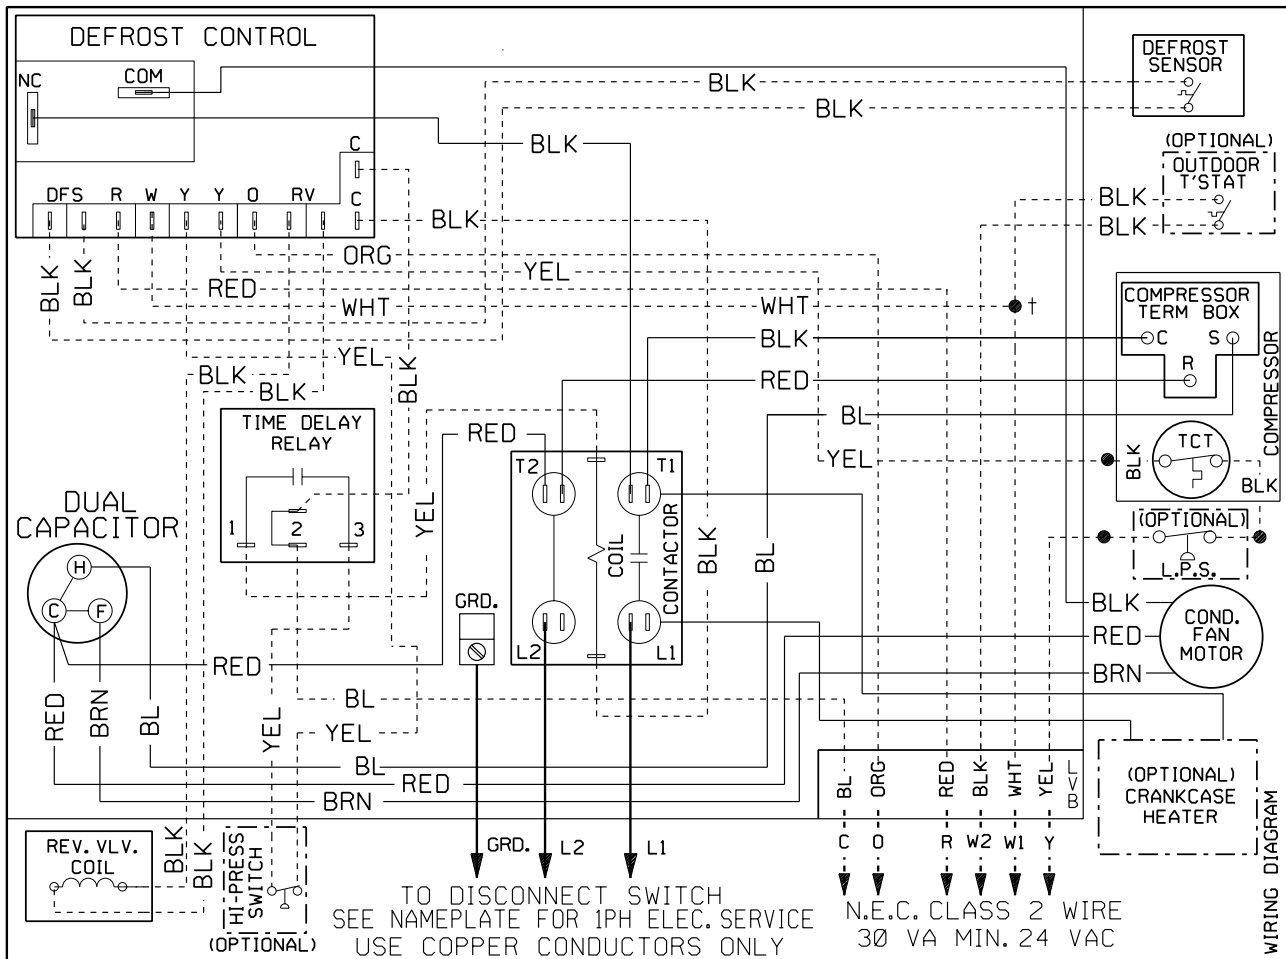 DEFROST CONTROL
NC
COM
C
C
DFS R W Y Y O RV
DEFROST
SENSOR
(OPTIONAL)
OUTDOOR
T'STAT
BLK
BLK
BLK
BLK
BLK
BLK
BLK
BLK
ORG
YEL
RED
WHT
WHT
†
BLK
RED
BL
YEL
YEL
BLK
BLK
BLK
COMPRESSOR
TERM BOX
C
S
R
COMPRESSOR
TCT
BLK
BLK
(OPTIONAL)
L.P.S.
TIME DELAY
RELAY
1
2
3
RED
T2
T1
COIL
CONTACTOR
L2
L1
YEL
BLK
BL
GRD.
DUAL
CAPACITOR
H
C
F
RED
BRN
BL
RED
BL
YEL
YEL
BL
RED
BRN
BLK
RED
BRN
COND.
FAN
MOTOR
BL
ORG
RED
BLK
WHT
YEL
LVB
C O R W2 W1 Y
(OPTIONAL)
CRANKCASE
HEATER
WIRING DIAGRAM
REV. VLV.
COIL
BLK
BLK
HI-PRESS
SWITCH
(OPTIONAL)
GRD. L2 L1
TO DISCONNECT SWITCH
SEE NAMEPLATE FOR 1PH ELEC. SERVICE
USE COPPER CONDUCTORS ONLY
N.E.C. CLASS 2 WIRE
30 VA MIN. 24 VAC